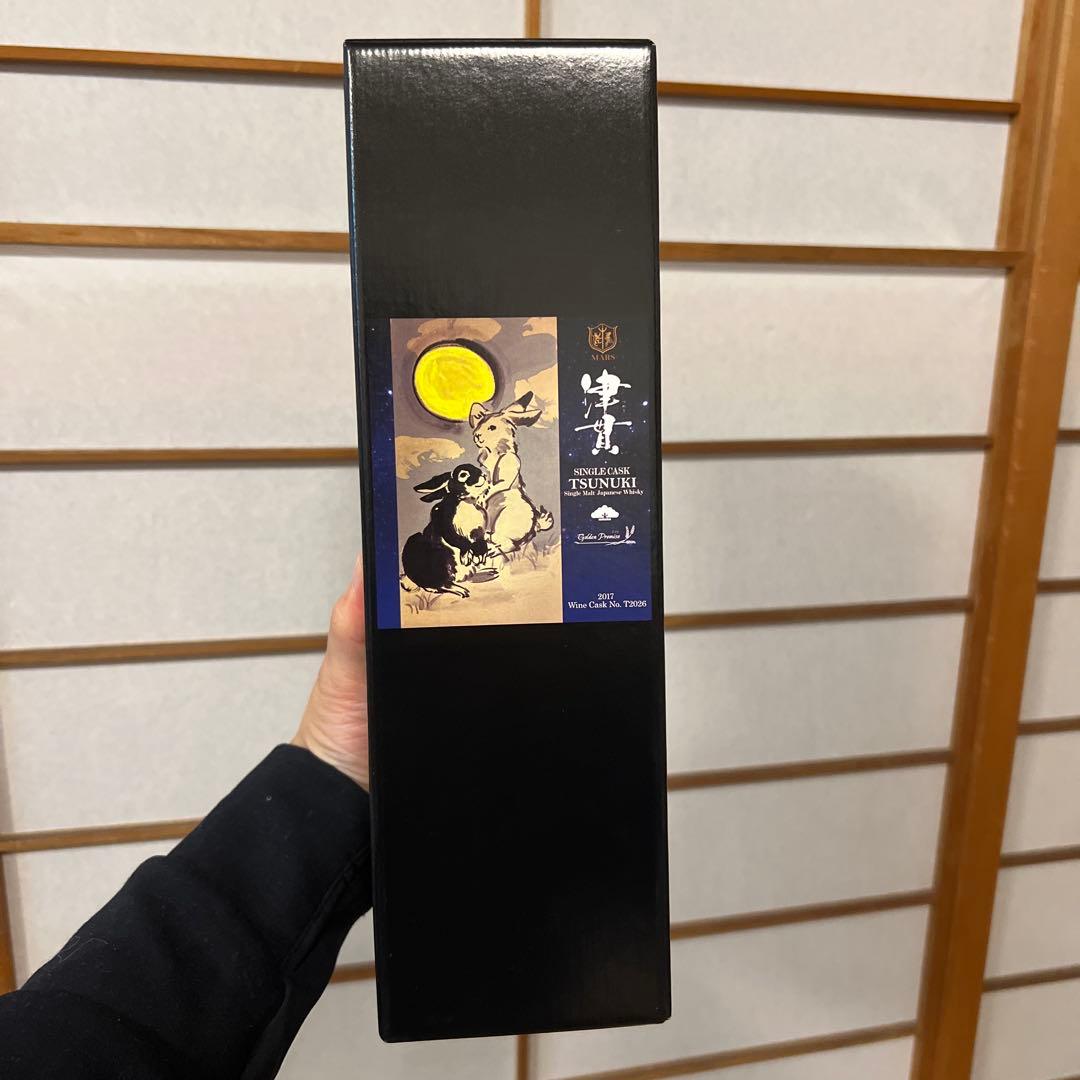 MARS
津貫
SINGLE CASK
TSUNUKI
Single Malt Japanese Whisky
Golden Promise
2017
Wine Cask No. T2026